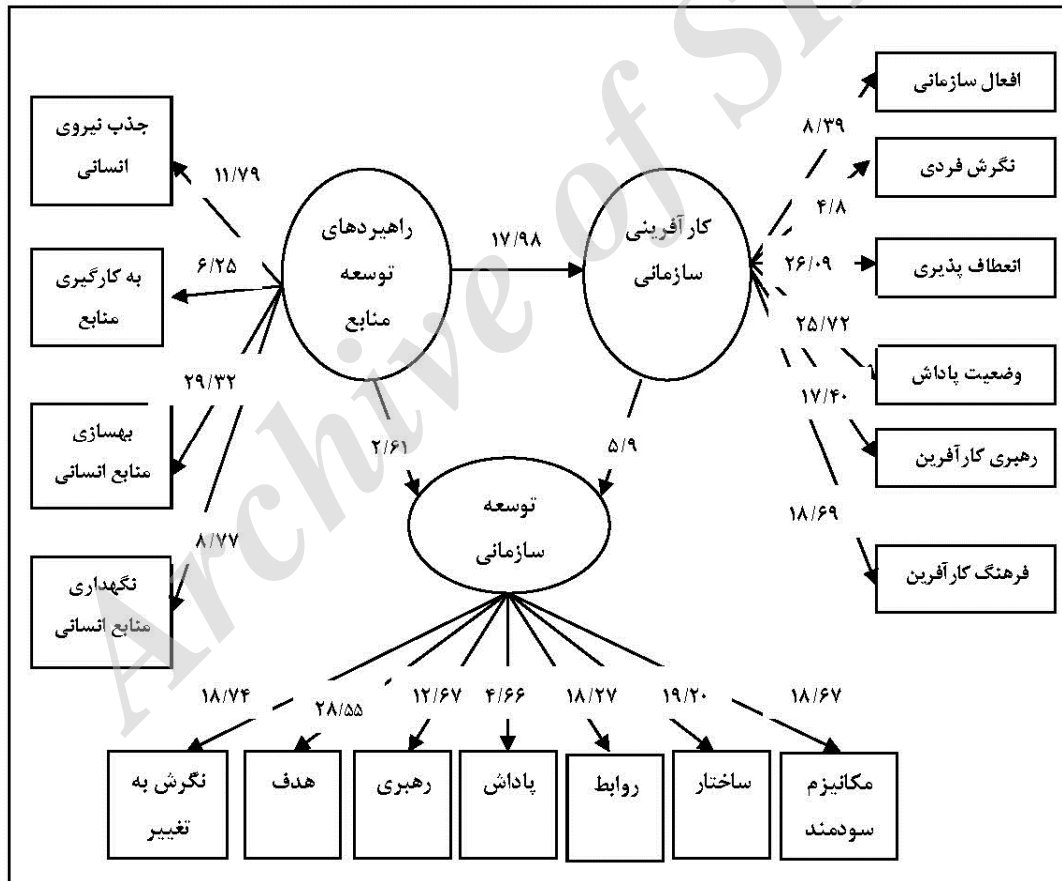 افعال سازمانی
جذب نیروی
انسانی
۸/۳۹
نگرش فردی
۱۱/۷۹
۴/۸
راهبردهای
توسعه
منابع
کارآفرینی
سازمانی
۱۷/۹۸
انعطاف پذیری
۲۶/۰۹
۶/۲۵
به کارگیری
منابع
۲۵/۷۲
وضعیت پاداش
۲۹/۳۲
۱۷/۴۰
بهسازی
منابع انسانی
۲/۶۱
۵/۹
رهبری کارآفرین
۱۸/۶۹
توسعه
سازمانی
۸/۷۷
نگهداری
منابع انسانی
فرهنگ کارآفرین
۱۸/۷۴
۲۸/۵۵
۱۲/۶۷
۴/۶۶
۱۸/۲۷
۱۹/۲۰
۱۸/۶۷
نگرش به
تغییر
هدف
رهبری
پاداش
روابط
ساختار
مکانیزم
سودمند
Archive of SI